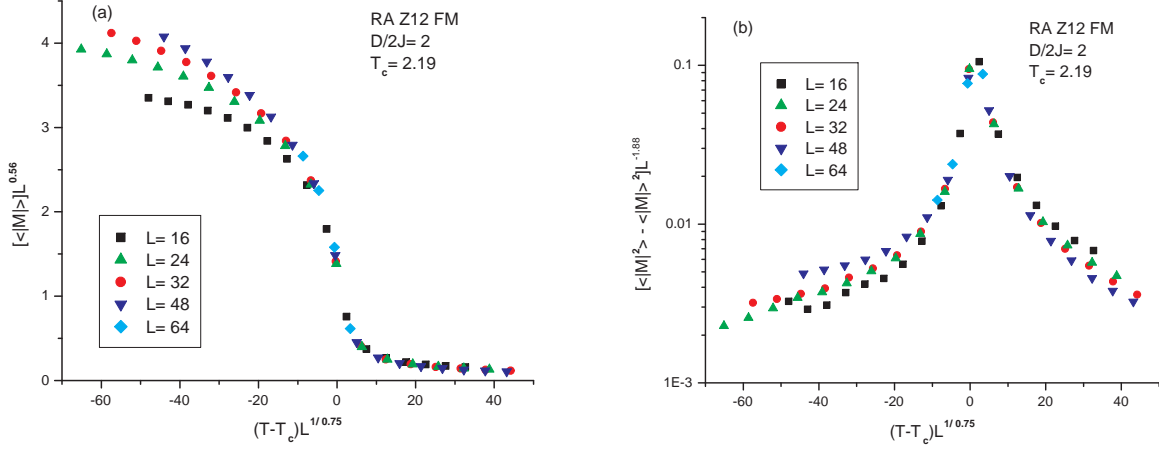 (a)
RA Z12 FM
D/2J= 2
T_c = 2.19
[<|M|>]L^0.56
4
3
2
1
0
L= 16
L= 24
L= 32
L= 48
L= 64
-60 -40 -20 0 20 40
(T-T_c)L^1/ 0.75
(b)
RA Z12 FM
D/2J = 2
T_c = 2.19
[<|M|^2> - <|M|>^2]L^-1.88
0.1
0.01
1E-3
L= 16
L= 24
L= 32
L= 48
L= 64
-60 -40 -20 0 20 40
(T-T_c)L^1/ 0.75